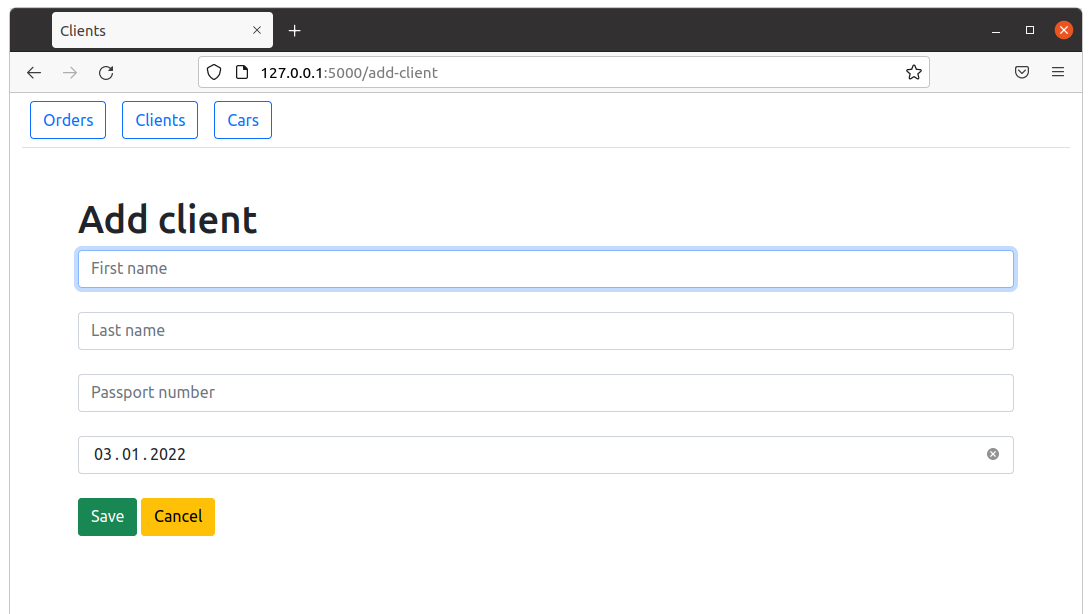 Clients
127.0.0.1:5000/add-client
Orders Clients Cars
Add client
First name
Last name
Passport number
03.01.2022
Save Cancel